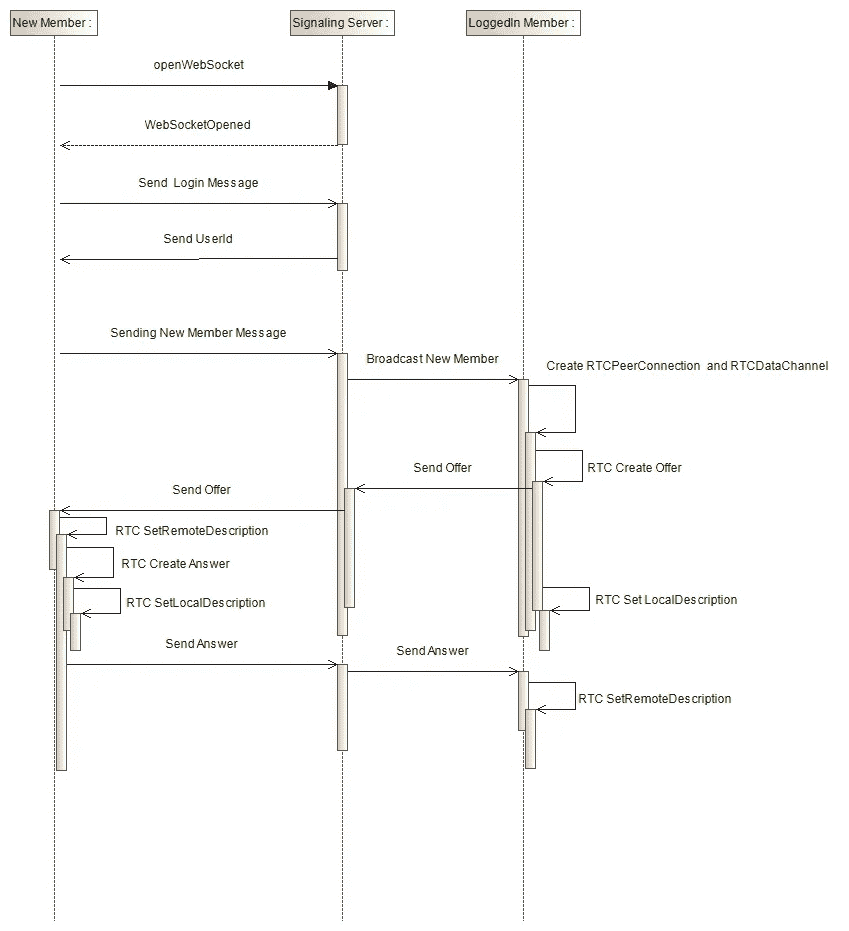 New Member :
Signaling Server :
LoggedIn Member :
openWebSocket
WebSocketOpened
Send Login Message
Send UserId
Sending New Member Message
Broadcast New Member
Create RTCPeerConnection and RTCDataChannel
RTC Create Offer
Send Offer
Send Offer
RTC SetRemoteDescription
RTC Create Answer
RTC SetLocalDescription
RTC Set LocalDescription
Send Answer
Send Answer
RTC SetRemoteDescription